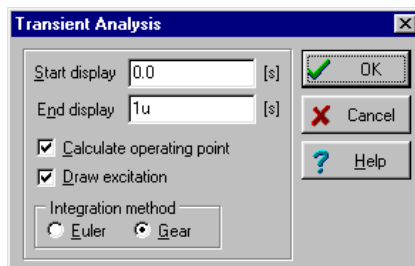 Transient Analysis
Start display 0.0 [s]
End display 1u [s]
Calculate operating point
Draw excitation
Integration method
Euler Gear
OK
Cancel
Help